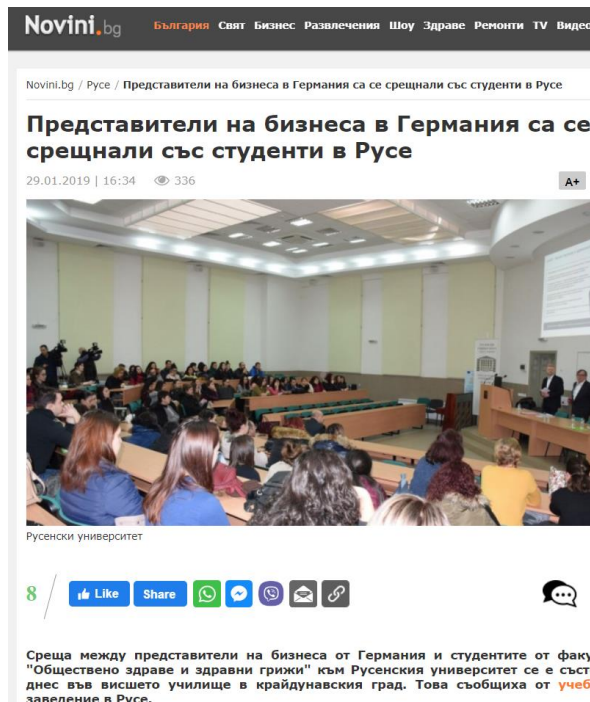 Novini.bg
България Свят Бизнес Развлечения Шоу Здраве Ремонти TV Видео
Novini.bg / Русе / Представители на бизнеса в Германия са се срещнали със студенти в Русе
Представители на бизнеса в Германия са се
срещнали със студенти в Русе
29.01.2019 | 16:34 336
A+
Русенски университет
8 Like Share
Среща между представители на бизнеса от Германия и студентите от
"Обществено здраве и здравни грижи" към Русенския университет се е
днес във висшето училище в крайдунавския град. Това съобщиха от
заведение в Русе.